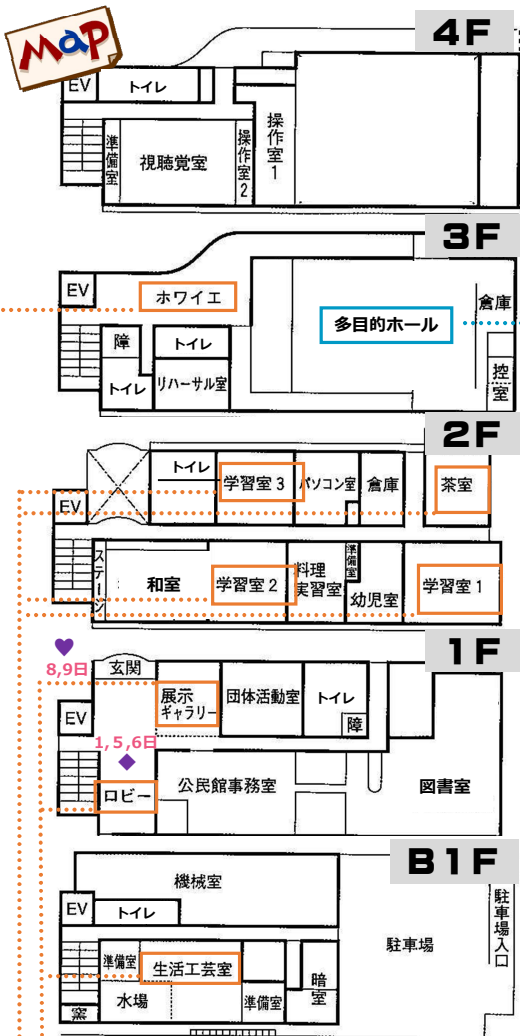 MAP
4F
EV
トイレ
準備室
視聴覚室
操作室2
操作室1
3F
EV
ホワイエ
多目的ホール
倉庫
障
トイレ
トイレ
リハーサル室
控室
2F
トイレ
学習室3
パソコン室
倉庫
茶室
EV
ステージ
和室
学習室2
料理
実習室
準備室
幼児室
学習室1
1F
8,9日
玄関
展示
ギャラリー
団体活動室
トイレ
障
EV
1,5,6日
ロビー
公民館事務室
図書室
B1F
機械室
EV
トイレ
駐車場入口
駐車場
準備室
生活工芸室
水場
準備室
暗室
窯